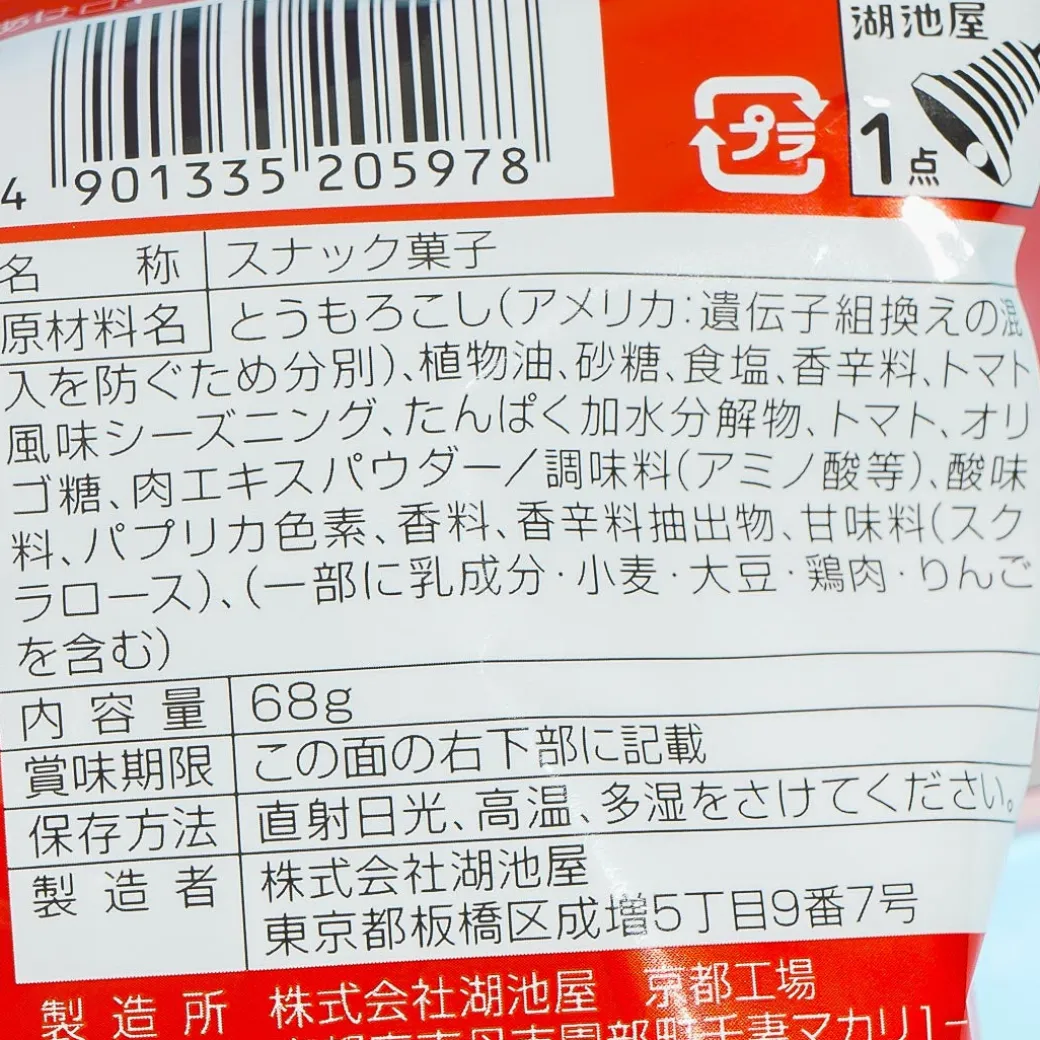 湖池屋
1点
プラ
4 901335 205978
名称 スナック菓子
原材料名 とうもろこし(アメリカ:遺伝子組換えの混
入を防ぐため分別)、植物油、砂糖、食塩、香辛料、トマト
風味シーズニング、たんぱく加水分解物、トマト、オリ
ゴ糖、肉エキスパウダー/調味料(アミノ酸等)、酸味
料、パプリカ色素、香料、香辛料抽出物、甘味料(スク
ラロース)、(一部に乳成分・小麦・大豆・鶏肉・りんご
を含む)
内容量 68g
賞味期限 この面の右下部に記載
保存方法 直射日光、高温、多湿をさけてください。
製造者 株式会社湖池屋
東京都板橋区成増5丁目9番7号
製造所 株式会社湖池屋 京都工場